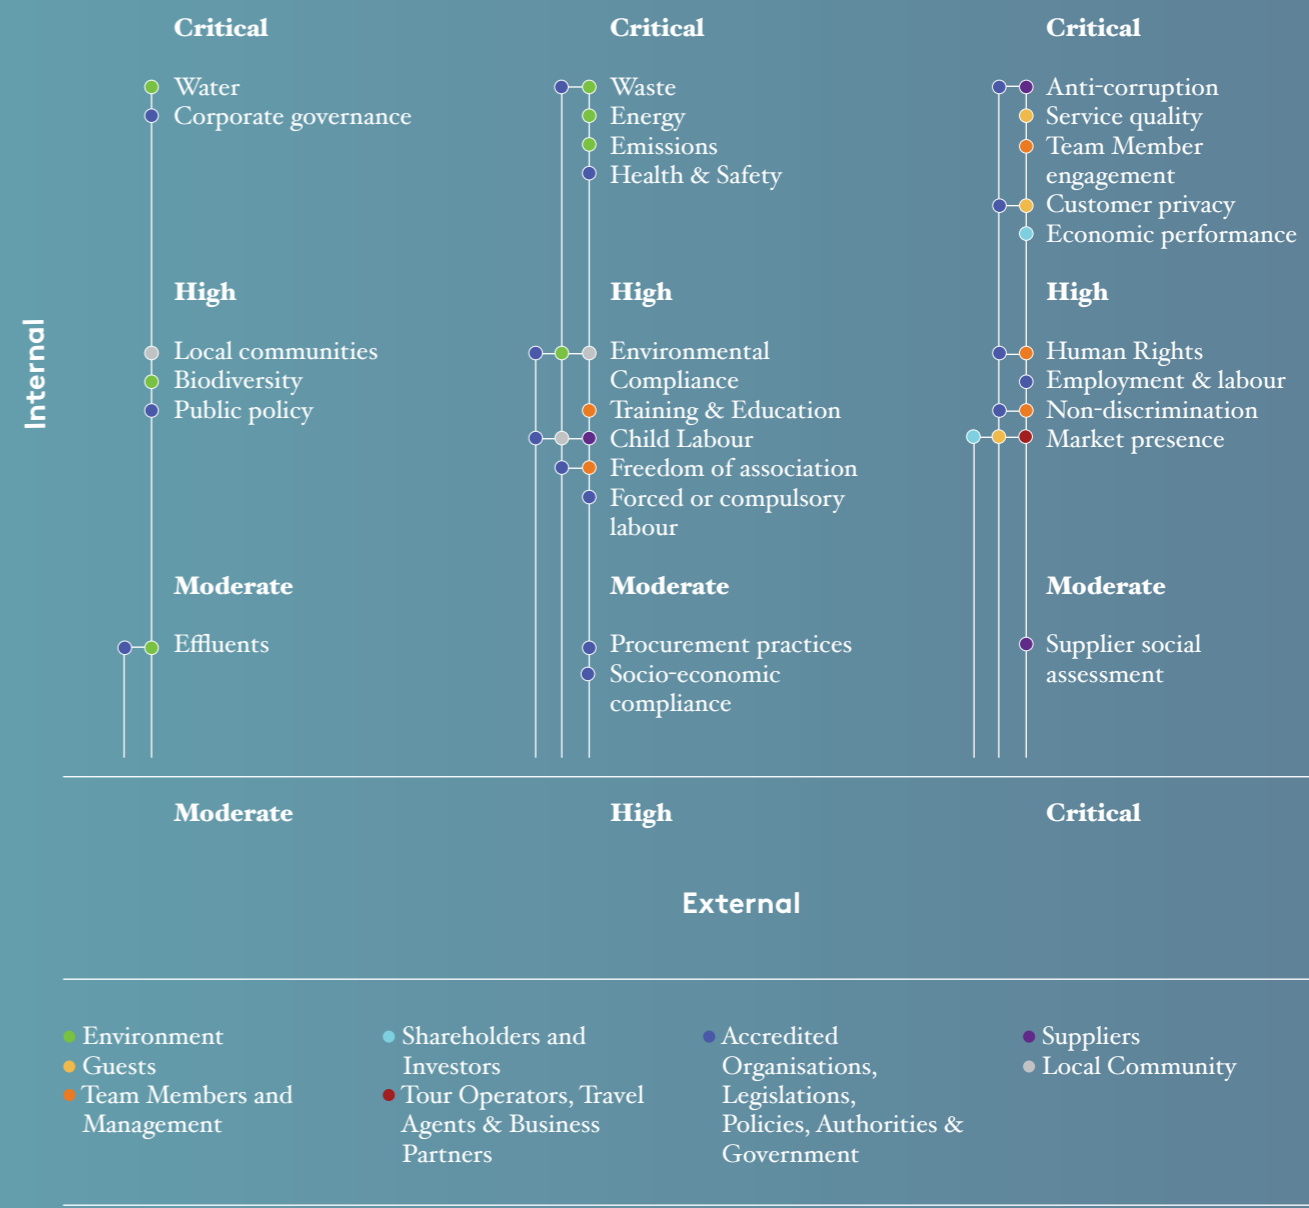 Internal
Critical
Water
Corporate governance
High
Local communities
Biodiversity
Public policy
Moderate
Effluents
Critical
Waste
Energy
Emissions
Health & Safety
High
Environmental
Compliance
Training & Education
Child Labour
Freedom of association
Forced or compulsory
labour
Moderate
Procurement practices
Socio-economic
compliance
Critical
Anti-corruption
Service quality
Team Member
engagement
Customer privacy
Economic performance
High
Human Rights
Employment & labour
Non-discrimination
Market presence
Moderate
Supplier social
assessment
Moderate
High
Critical
External
Environment
Guests
Team Members and
Management
Shareholders and
Investors
Tour Operators, Travel
Agents & Business
Partners
Accredited
Organisations,
Legislations,
Policies, Authorities &
Government
Suppliers
Local Community